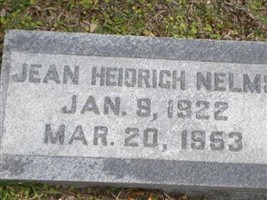 JEAN HEIDRICH NELMS
JAN. 9, 1922
MAR. 20, 1953